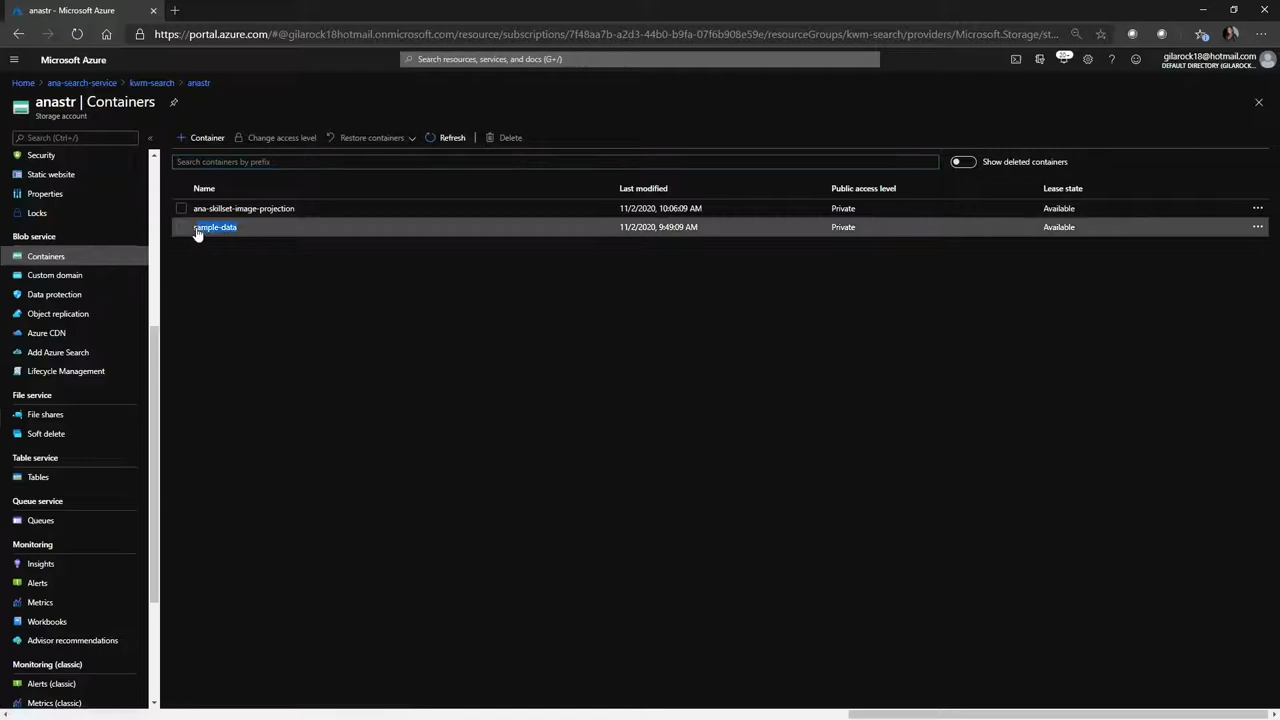 anastr - Microsoft Azure
https://portal.azure.com/#@gilarock18hotmail.onmicrosoft.com/resource/subscriptions/7f48aa7b-a2d3-44b0-b9fa-07f6b908e59e/resourceGroups/kwm-search/providers/Microsoft.Storage/st...
Microsoft Azure
Search resources, services, and docs (G+/)
20+
gilarock18@hotmail.com
DEFAULT DIRECTORY (GILAROCK...
Home > ana-search-service > kwm-search > anastr
anastr | Containers
Storage account
Search (Ctrl+/)
Container
Change access level
Restore containers
Refresh
Delete
Security
Static website
Properties
Locks
Blob service
Containers
Custom domain
Data protection
Object replication
Azure CDN
Add Azure Search
Lifecycle Management
File service
File shares
Soft delete
Table service
Tables
Queue service
Queues
Monitoring
Insights
Alerts
Metrics
Workbooks
Advisor recommendations
Monitoring (classic)
Alerts (classic)
Metrics (classic)
Search containers by prefix
Show deleted containers
Name Last modified Public access level Lease state
ana-skillset-image-projection 11/2/2020, 10:06:09 AM Private Available
sample-data 11/2/2020, 9:49:09 AM Private Available